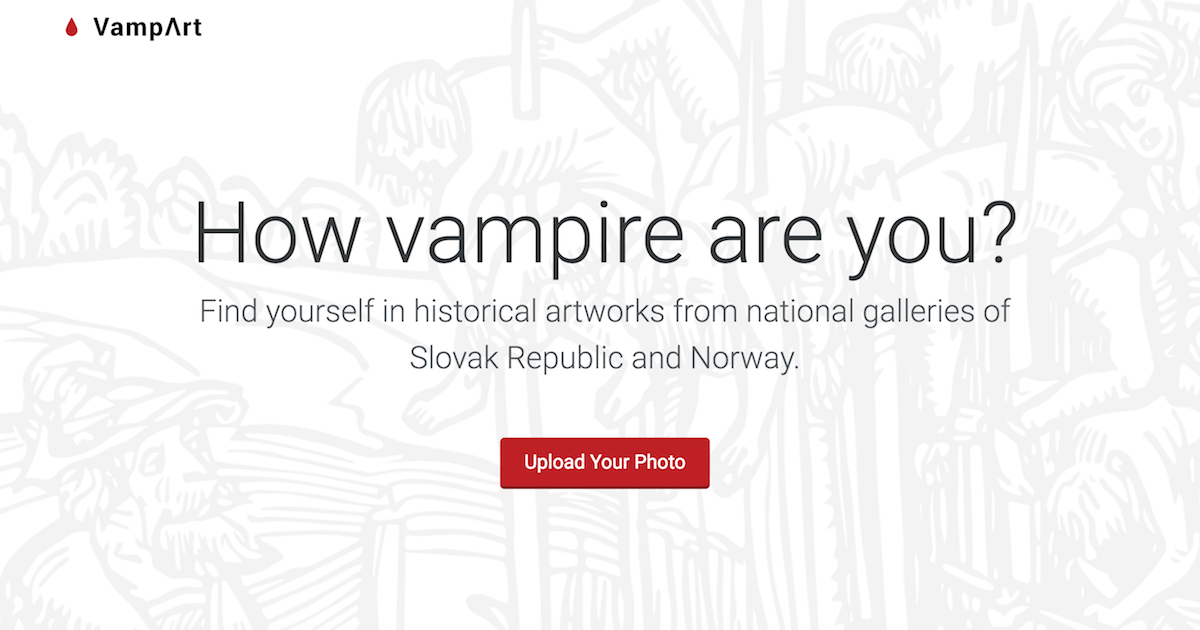 VampΛrt
How vampire are you?
Find yourself in historical artworks from national galleries of
Slovak Republic and Norway.
Upload Your Photo